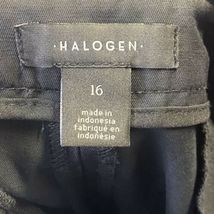 · HALOGEN ·
16
made in
indonesia
fabriqué en
indonésie